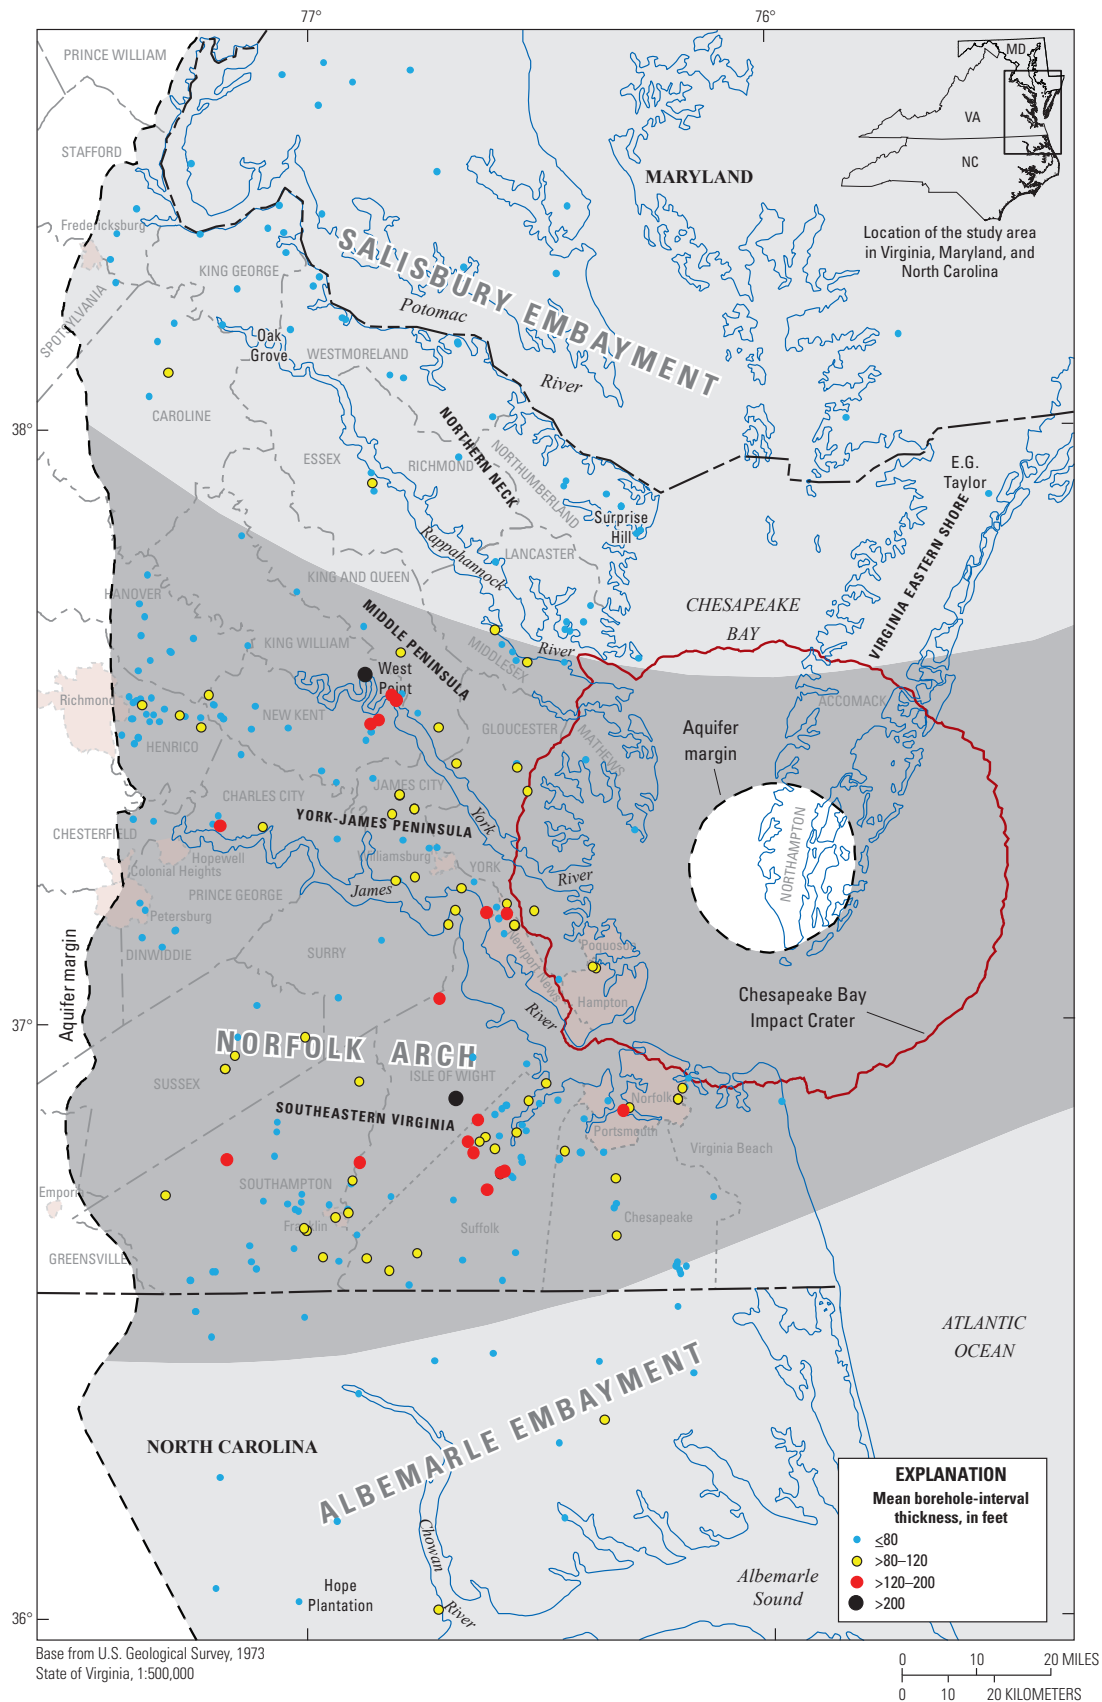 77°
76°
PRINCE WILLIAM
MD
VA
NC
STAFFORD
MARYLAND
Location of the study area
in Virginia, Maryland, and
North Carolina
Fredericksburg
SALISBURY EMBAYMENT
KING GEORGE
SPOTSYLVANIA
Potomac
River
Oak
Grove
WESTMORELAND
CAROLINE
38°
NORTHERN NECK
ESSEX
RICHMOND
NORTHUMBERLAND
E.G.
Taylor
Surprise
Hill
VIRGINIA EASTERN SHORE
Rappahannock
River
LANCASTER
KING AND QUEEN
HANOVER
CHESAPEAKE
BAY
MIDDLE PENINSULA
KING WILLIAM
MIDDLESEX
West
Point
Richmond
NEW KENT
ACCOMACK
GLOUCESTER
MATHEWS
HENRICO
Aquifer
margin
JAMES CITY
CHARLES CITY
YORK-JAMES PENINSULA
York
River
NORTHAMPTON
CHESTERFIELD
Hopewell
Colonial Heights
Williamsburg
YORK
PRINCE GEORGE
James
River
Petersburg
DINWIDDIE
SURRY
Newport News
Poquoson
Hampton
Aquifer margin
Chesapeake Bay
Impact Crater
37°
NORFOLK ARCH
SUSSEX
ISLE OF WIGHT
SOUTHEASTERN VIRGINIA
Norfolk
Portsmouth
Virginia Beach
SOUTHAMPTON
Empori
Franklin
Suffolk
Chesapeake
GREENSVILLE
ATLANTIC
OCEAN
ALBEMARLE EMBAYMENT
NORTH CAROLINA
Chowan
River
Hope
Plantation
Albemarle
Sound
EXPLANATION
Mean borehole-interval
thickness, in feet
≤80
>80–120
>120–200
>200
36°
Base from U.S. Geological Survey, 1973
State of Virginia, 1:500,000
0 10 20 MILES
0 10 20 KILOMETERS